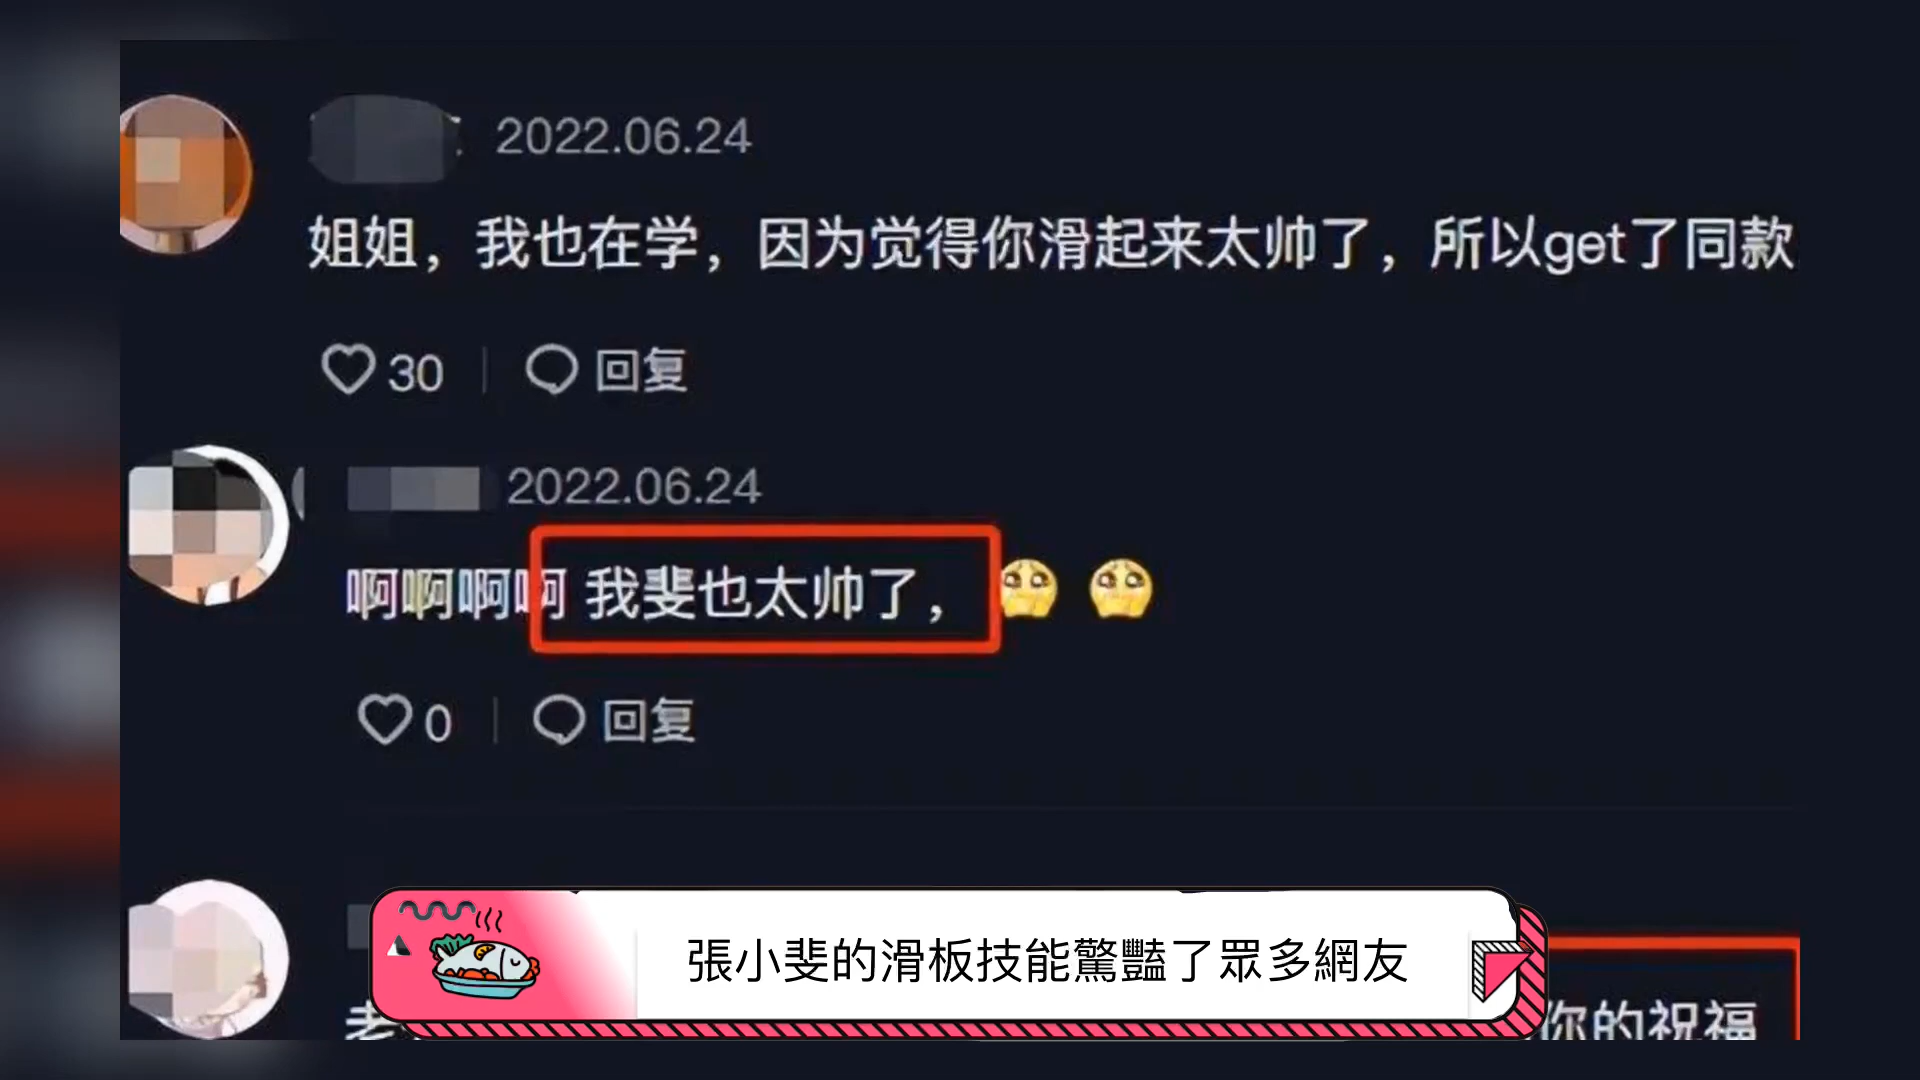 2022.06.24
姐姐，我也在学，因为觉得你滑起来太帅了，所以get了同款
30 回复
2022.06.24
啊啊啊啊 我斐也太帅了，
0 回复
張小斐的滑板技能驚豔了眾多網友
你的祝福